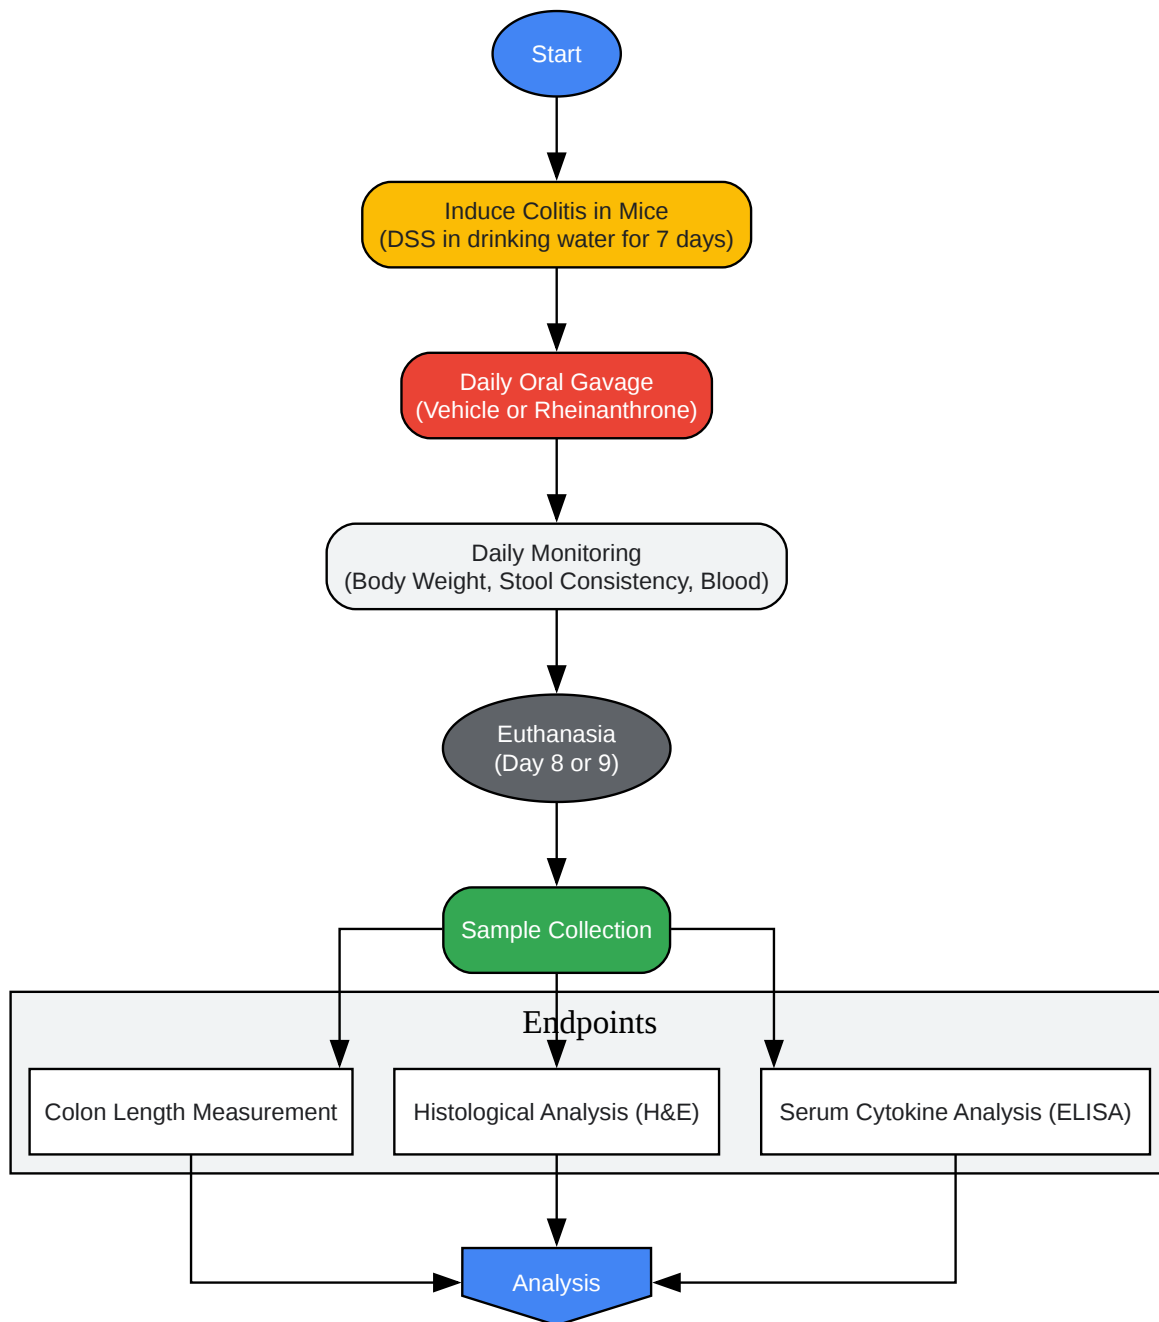 Start
Induce Colitis in Mice
(DSS in drinking water for 7 days)
Daily Oral Gavage
(Vehicle or Rheinanthrone)
Daily Monitoring
(Body Weight, Stool Consistency, Blood)
Euthanasia
(Day 8 or 9)
Sample Collection
Endpoints
Colon Length Measurement
Histological Analysis (H&E)
Serum Cytokine Analysis (ELISA)
Analysis